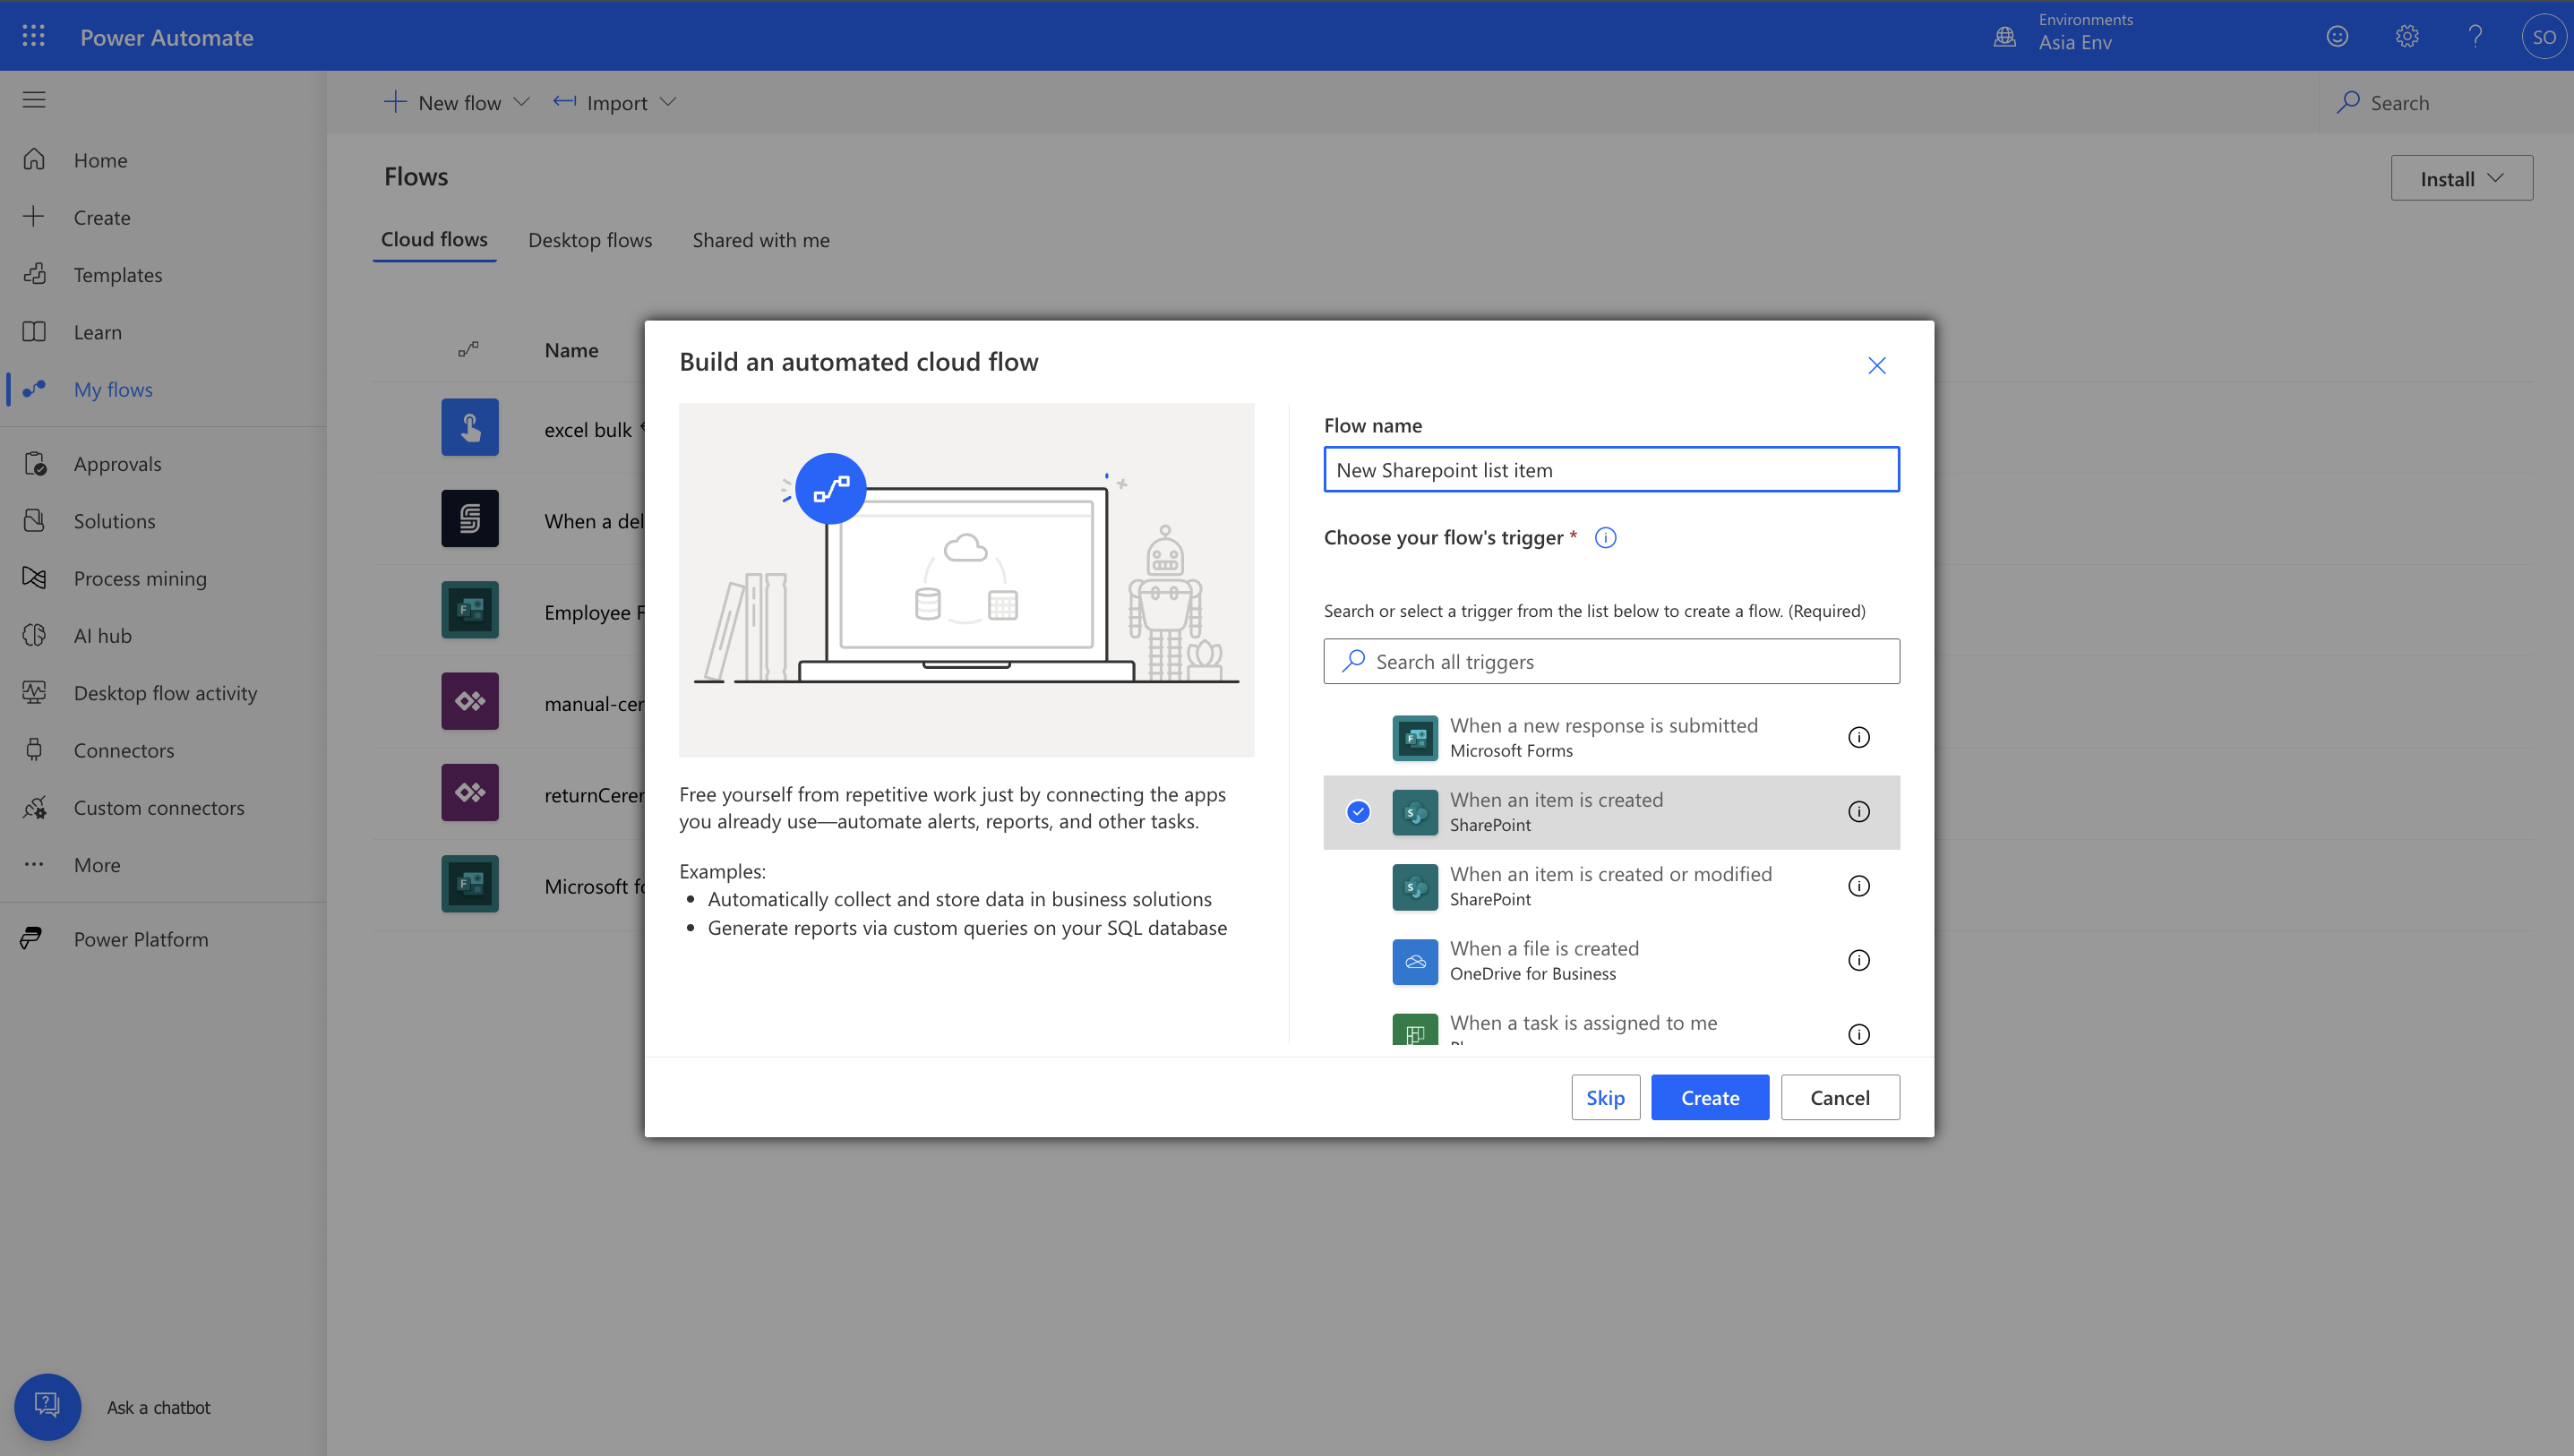 Power Automate
Environments
Asia Env
SO
New flow
Import
Search
Home
Create
Templates
Learn
My flows
Approvals
Solutions
Process mining
AI hub
Desktop flow activity
Connectors
Custom connectors
More
Power Platform
Ask a chatbot
Flows
Install
Cloud flows
Desktop flows
Shared with me
Name
excel bulk
When a del
Employee F
manual-cer
returnCerer
Microsoft fo
Build an automated cloud flow
Free yourself from repetitive work just by connecting the apps
you already use—automate alerts, reports, and other tasks.
Examples:
• Automatically collect and store data in business solutions
• Generate reports via custom queries on your SQL database
Flow name
New Sharepoint list item
Choose your flow's trigger *
Search or select a trigger from the list below to create a flow. (Required)
Search all triggers
When a new response is submitted
Microsoft Forms
When an item is created
SharePoint
When an item is created or modified
SharePoint
When a file is created
OneDrive for Business
When a task is assigned to me
Skip
Create
Cancel